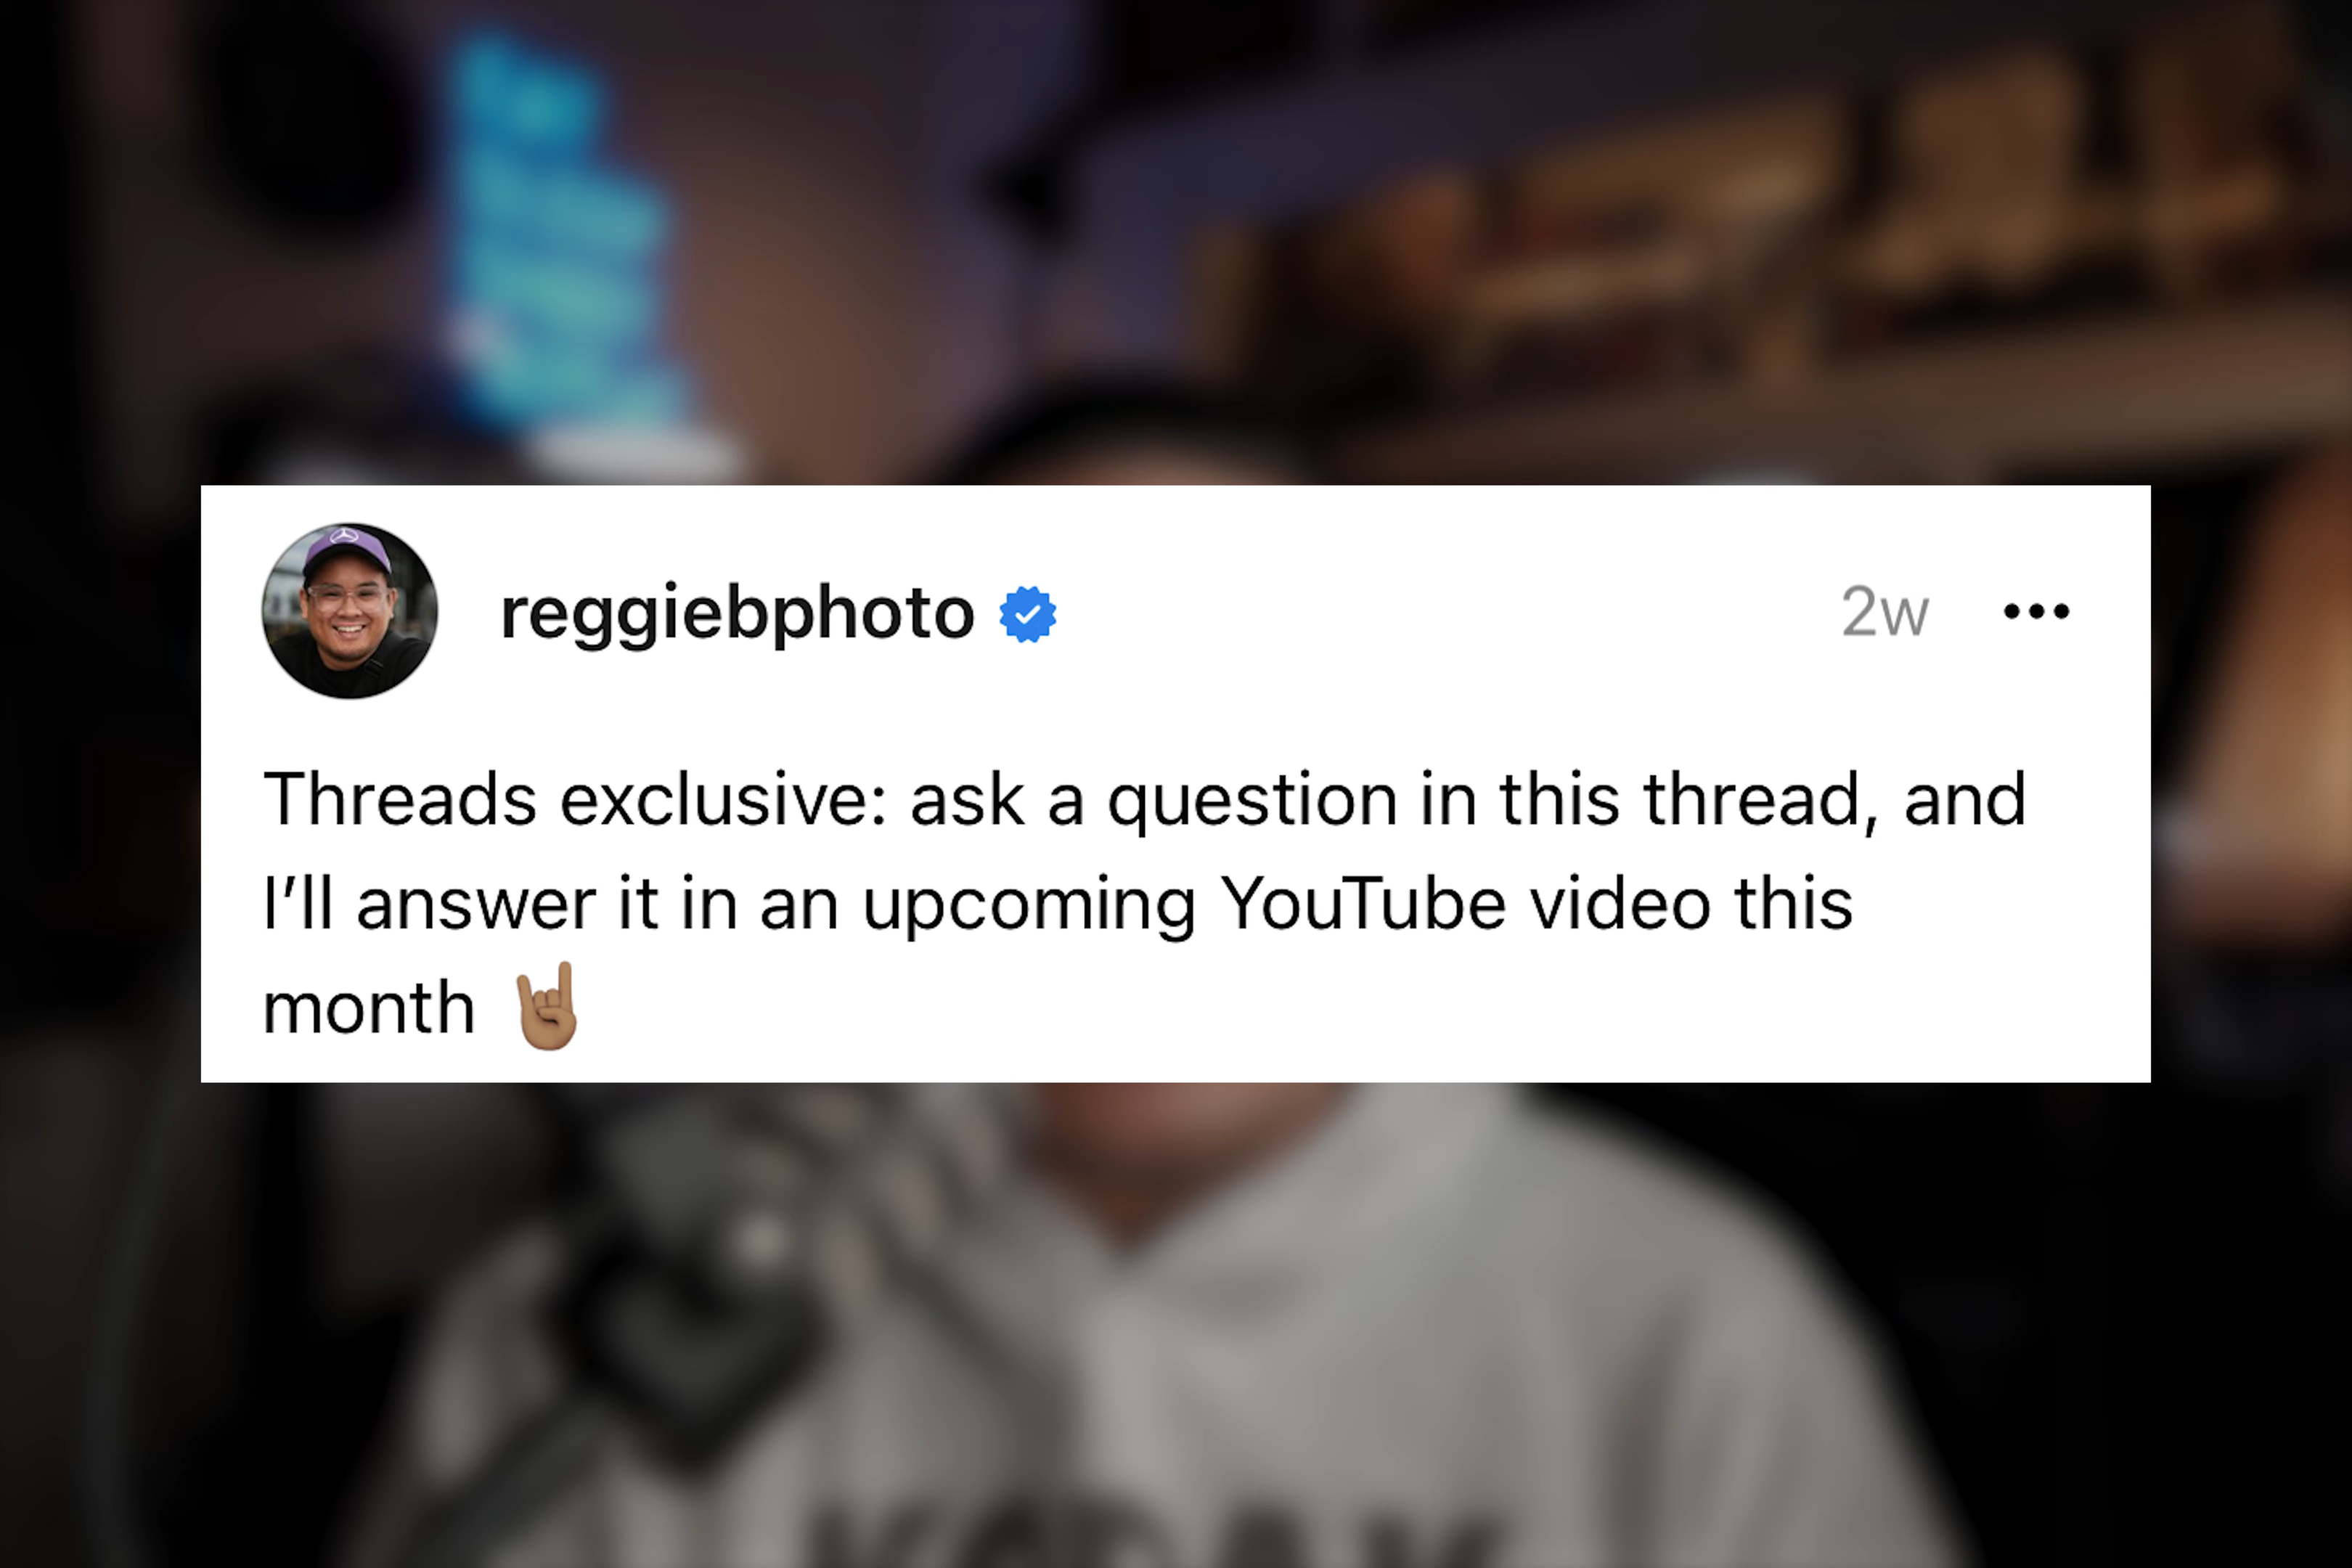 reggiebphoto
2w
Threads exclusive: ask a question in this thread, and
I’ll answer it in an upcoming YouTube video this
month 🤘🏽